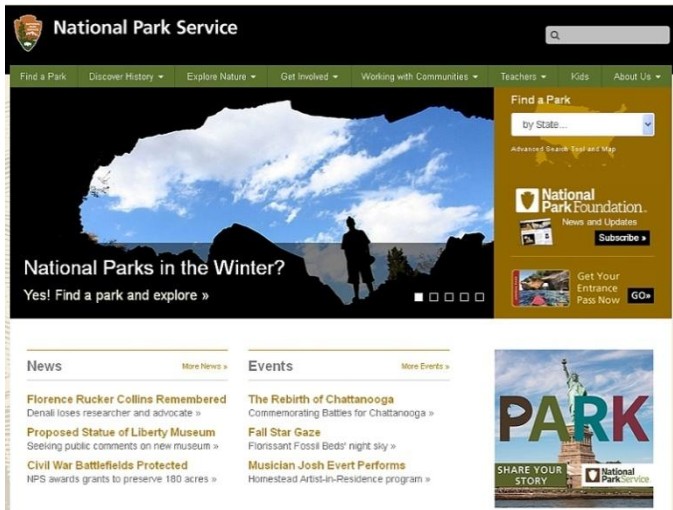 National Park Service
Find a Park
Discover History
Explore Nature
Get Involved
Working with Communities
Teachers
Kids
About Us
National Parks in the Winter?
Yes! Find a park and explore »
Find a Park
by State...
Advanced Search Tool and Map
National
Park Foundation
News and Updates
Subscribe »
Get Your
Entrance
Pass Now
GO»
News
More News »
Florence Rucker Collins Remembered
Denali loses researcher and advocate »
Proposed Statue of Liberty Museum
Seeking public comments on new museum »
Civil War Battlefields Protected
NPS awards grants to preserve 180 acres »
Events
More Events »
The Rebirth of Chattanooga
Commemorating Battles for Chattanooga »
Fall Star Gaze
Florissant Fossil Beds' night sky »
Musician Josh Evert Performs
Homestead Artist-in-Residence program »
PARK
SHARE YOUR
STORY
National
Park Service